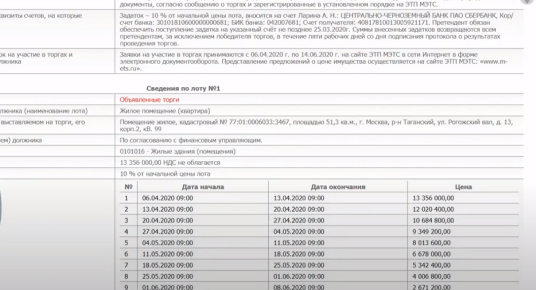 документы, согласно сообщению о торгах и зарегистрированные в установленном порядке на ЭТП МЭТС.
визиты счетов, на которые
Задаток – 10 % от начальной цены лота, вносится на счет Ларина А. Н.: ЦЕНТРАЛЬНО-ЧЕРНОЗЕМНЫЙ БАНК ПАО СБЕРБАНК, Кор/
счет банка: 30101810600000000681; БИК банка: 042007681; Счет получателя: 40817810013005921171. Претендент обязан
обеспечить поступление задатка на указанный счёт не позднее 25.03.2020г. Суммы внесенных задатков возвращаются всем
претендентам, за исключением победителя торгов, в течение пяти рабочих дней со дня подписания протокола о результатах
проведения торгов.
ок на участие в торгах и
Заявки на участие в торгах принимаются с 06.04.2020 г. по 14.06.2020 г. на сайте ЭТП МЭТС в сети Интернет в форме
лжника
электронного документооборота. Представление предложений о цене имущества осуществляется на сайте ЭТП МЭТС: «www.m-
ets.ru».
Сведения по лоту №1
Объявленные торги
лжника (наименование лота)
Жилое помещение (квартира)
выставляемом на торги, его
Помещение жилое, кадастровый № 77:01:0006033:3467, площадью 51,3 кв.м., г. Москва, р-н Таганский, ул. Рогожский вал, д. 13,
корп.2, кВ. 99
ем) должника
По согласованию с финансовым управляющим.
0101016 - Жилые здания (помещения)
13 356 000,00 НДС не облагается
10 % от начальной цены лота
№ Дата начала Дата окончания Цена
1 06.04.2020 09:00 13.04.2020 09:00 13 356 000,00
2 13.04.2020 09:00 20.04.2020 09:00 12 020 400,00
3 20.04.2020 09:00 27.04.2020 09:00 10 684 800,00
4 27.04.2020 09:00 04.05.2020 09:00 9 349 200,00
5 04.05.2020 09:00 11.05.2020 09:00 8 013 600,00
6 11.05.2020 09:00 18.05.2020 09:00 6 678 000,00
7 18.05.2020 09:00 25.05.2020 09:00 5 342 400,00
8 25.05.2020 09:00 01.06.2020 09:00 4 006 800,00
9 01.06.2020 09:00 08.06.2020 09:00 2 671 200,00